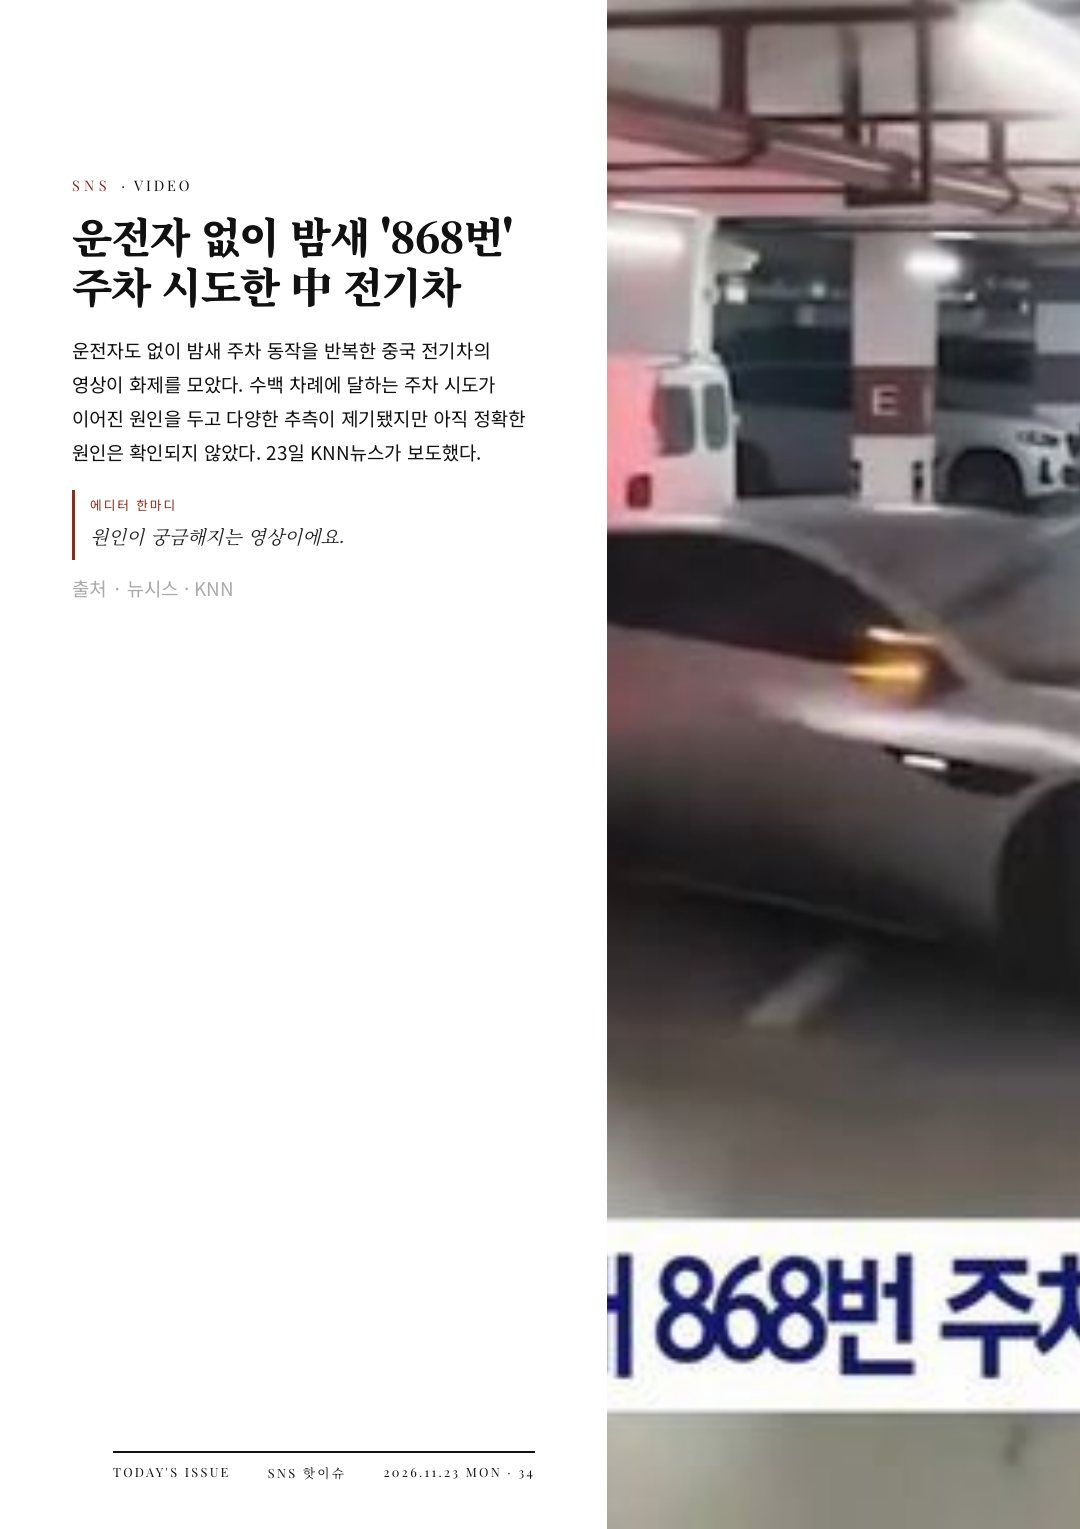 SNS · VIDEO
운전자 없이 밤새 '868번'
주차 시도한 中 전기차
운전자도 없이 밤새 주차 동작을 반복한 중국 전기차의
영상이 화제를 모았다. 수백 차례에 달하는 주차 시도가
이어진 원인을 두고 다양한 추측이 제기됐지만 아직 정확한
원인은 확인되지 않았다. 23일 KNN뉴스가 보도했다.
에디터 한마디
원인이 궁금해지는 영상이에요.
출처 · 뉴시스 · KNN
E
868번 주차
TODAY'S ISSUE SNS 핫이슈 2026.11.23 MON · 34